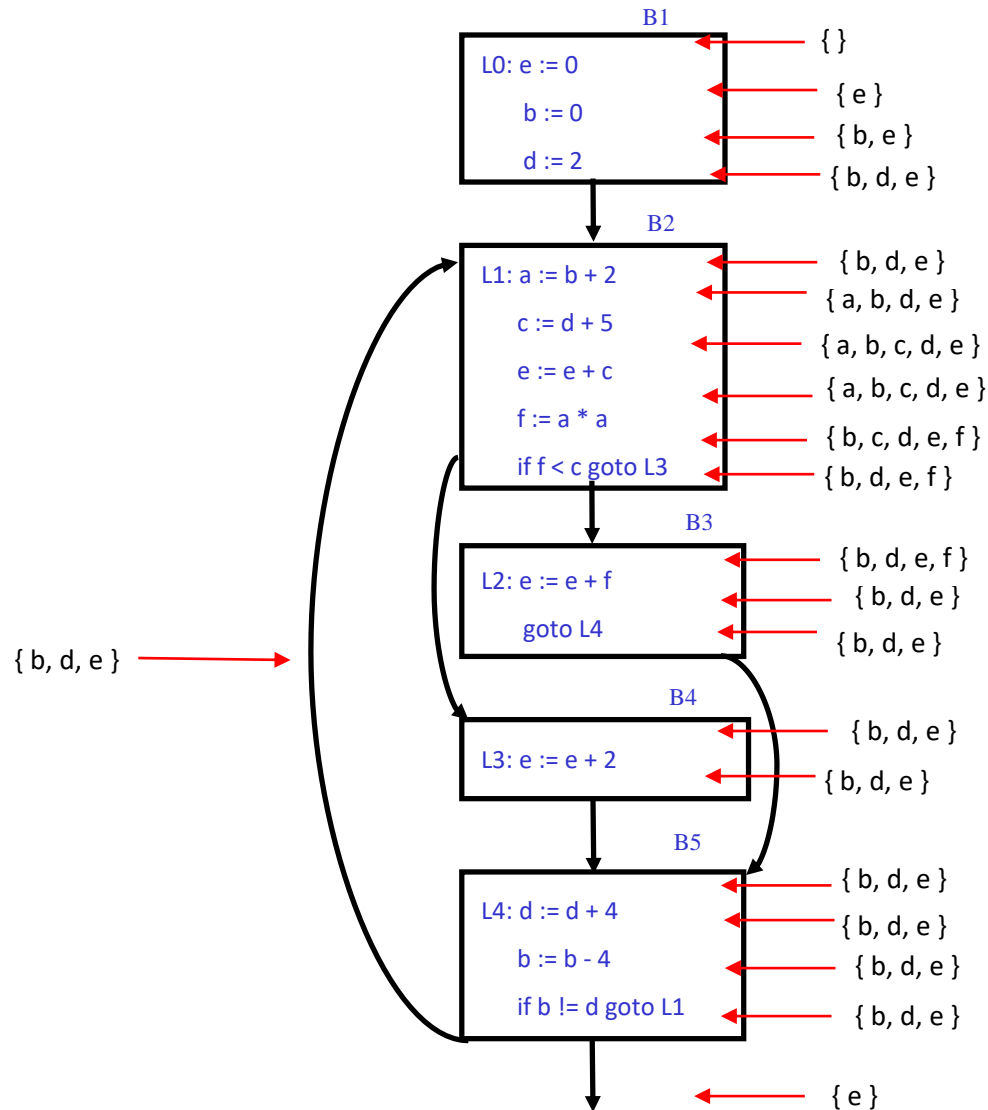 B1
{ }
L0: e := 0
{ e }
b := 0
{ b, e }
d := 2
{ b, d, e }
B2
{ b, d, e }
L1: a := b + 2
{ a, b, d, e }
c := d + 5
{ a, b, c, d, e }
e := e + c
{ a, b, c, d, e }
f := a * a
{ b, c, d, e, f }
if f < c goto L3
{ b, d, e, f }
B3
{ b, d, e, f }
L2: e := e + f
{ b, d, e }
goto L4
{ b, d, e }
{ b, d, e }
B4
{ b, d, e }
L3: e := e + 2
{ b, d, e }
B5
{ b, d, e }
L4: d := d + 4
{ b, d, e }
b := b - 4
{ b, d, e }
if b != d goto L1
{ b, d, e }
{ e }